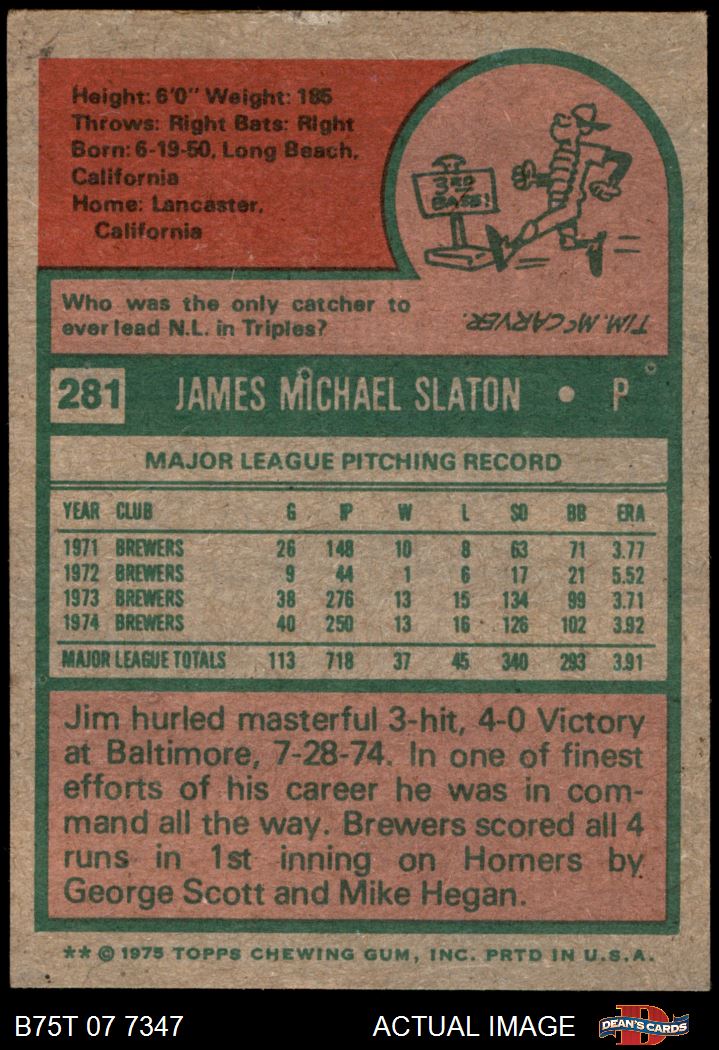 Height: 6'0" Weight: 185
Throws: Right Bats: Right
Born: 6-19-50, Long Beach,
California
Home: Lancaster,
California
3RD
BASE!
Who was the only catcher to
ever lead N.L. in Triples?
TIM McCARVER.
281 JAMES MICHAEL SLATON • P
MAJOR LEAGUE PITCHING RECORD
YEAR CLUB G IP W L SO BB ERA
1971 BREWERS 26 148 10 8 63 71 3.77
1972 BREWERS 9 44 1 6 17 21 5.52
1973 BREWERS 38 276 13 15 134 99 3.71
1974 BREWERS 40 250 13 16 126 102 3.92
MAJOR LEAGUE TOTALS 113 718 37 45 340 293 3.91
Jim hurled masterful 3-hit, 4-0 Victory
at Baltimore, 7-28-74. In one of finest
efforts of his career he was in com-
mand all the way. Brewers scored all 4
runs in 1st inning on Homers by
George Scott and Mike Hegan.
** © 1975 TOPPS CHEWING GUM, INC. PRTD IN U.S.A.
B75T 07 7347 ACTUAL IMAGE DEAN'S CARDS